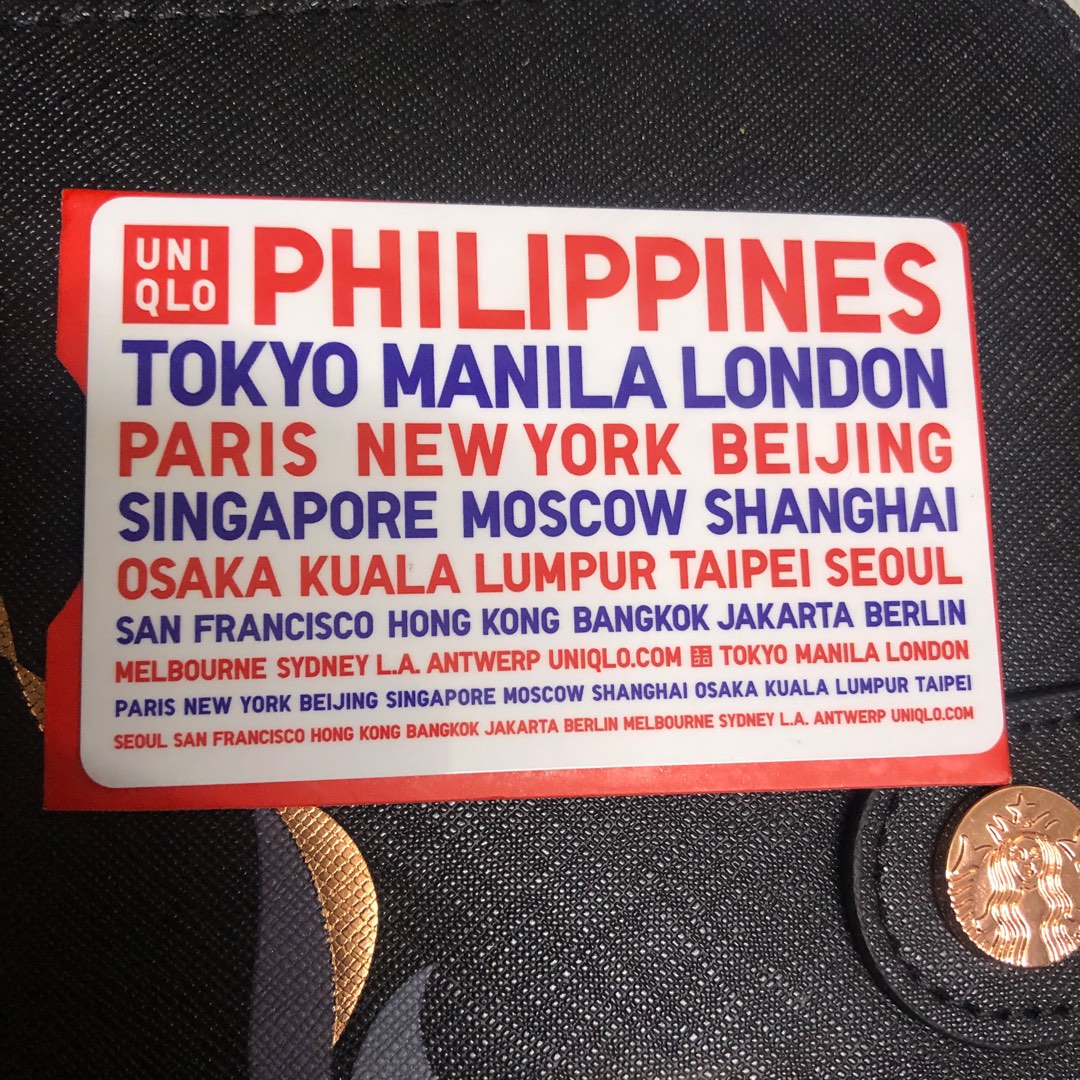 UNI
QLO
PHILIPPINES
TOKYO MANILA LONDON
PARIS NEW YORK BEIJING
SINGAPORE MOSCOW SHANGHAI
OSAKA KUALA LUMPUR TAIPEI SEOUL
SAN FRANCISCO HONG KONG BANGKOK JAKARTA BERLIN
MELBOURNE SYDNEY L.A. ANTWERP UNIQLO.COM TOKYO MANILA LONDON
PARIS NEW YORK BEIJING SINGAPORE MOSCOW SHANGHAI OSAKA KUALA LUMPUR TAIPEI
SEOUL SAN FRANCISCO HONG KONG BANGKOK JAKARTA BERLIN MELBOURNE SYDNEY L.A. ANTWERP UNIQLO.COM